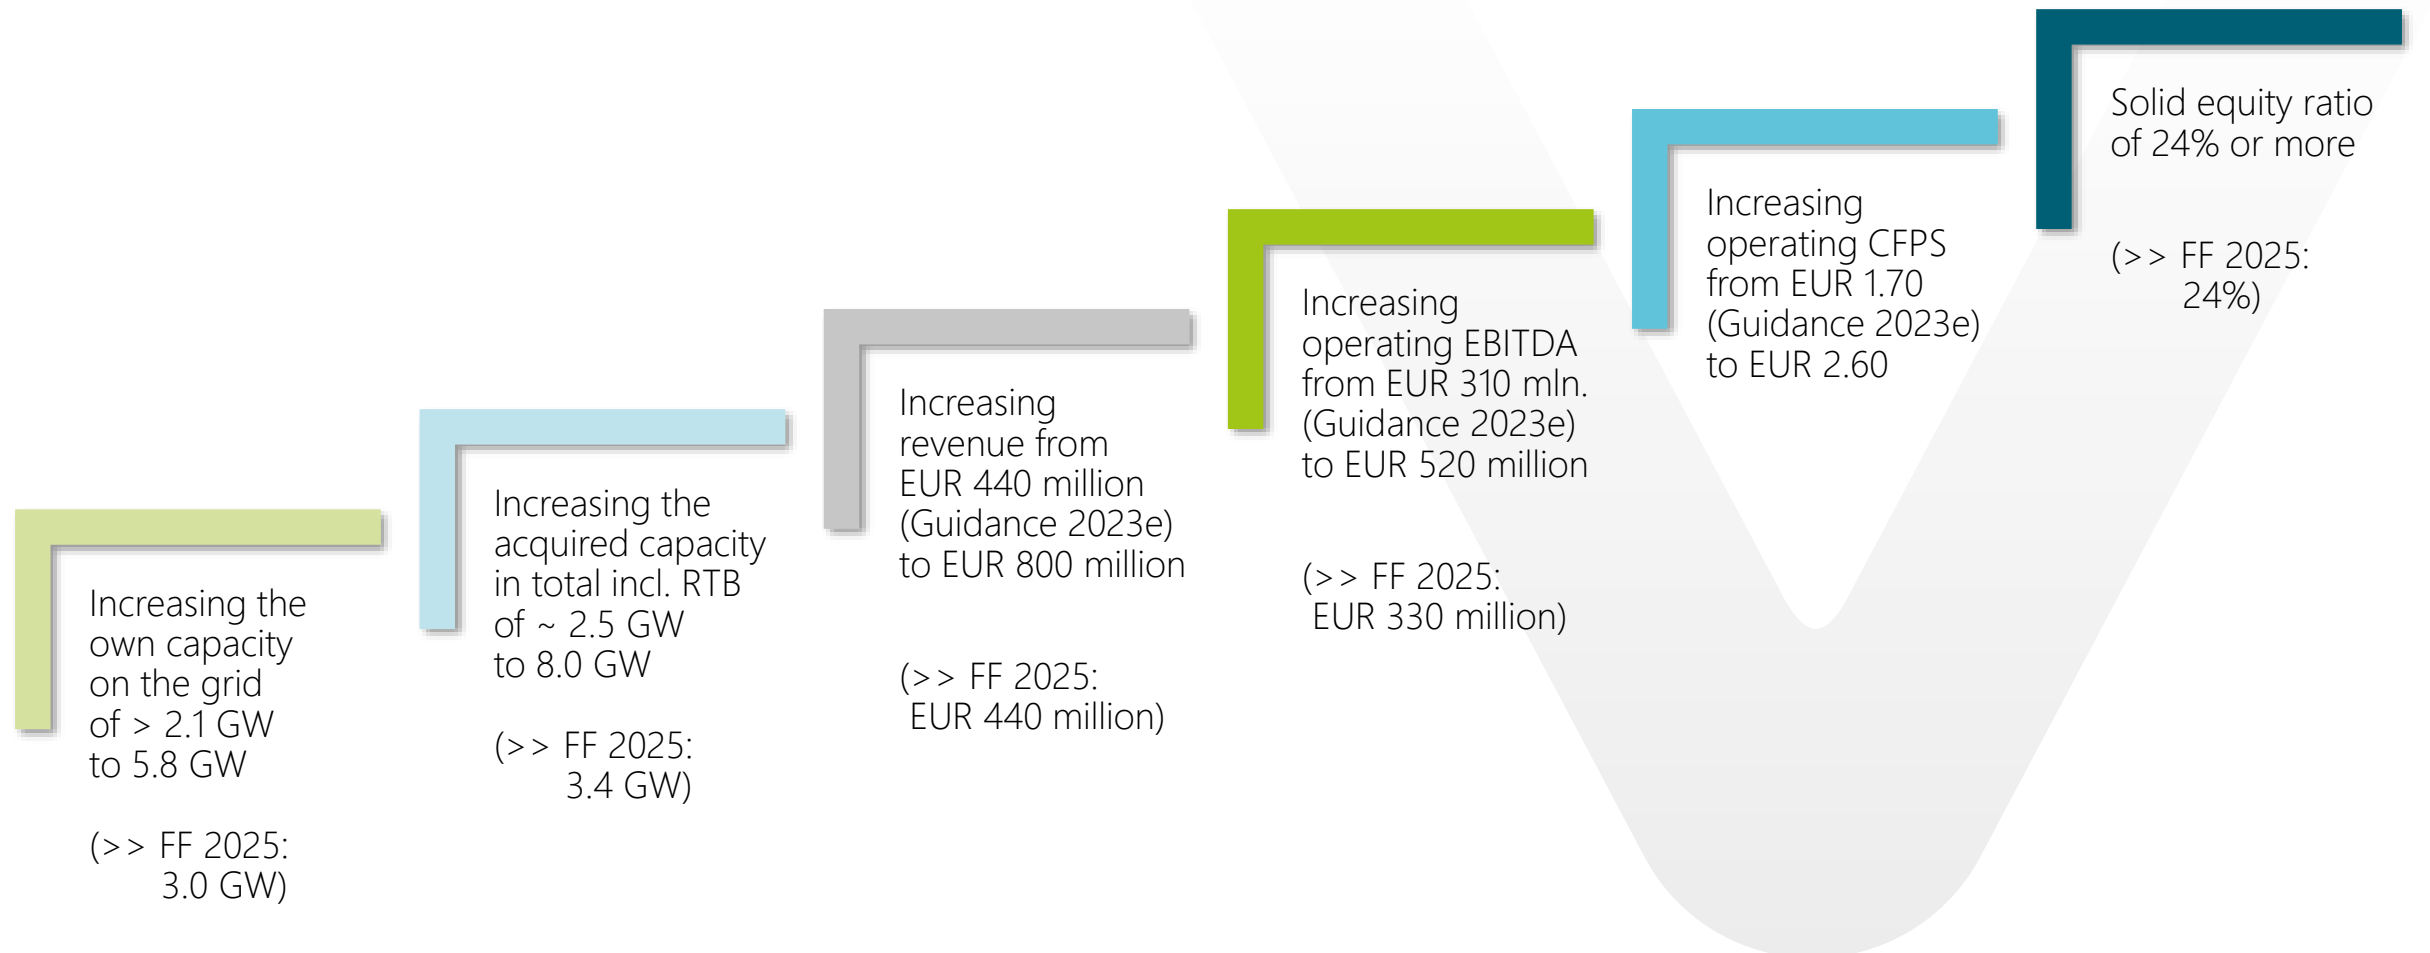 Increasing the
own capacity
on the grid
of > 2.1 GW
to 5.8 GW
(>> FF 2025:
3.0 GW)
Increasing the
acquired capacity
in total incl. RTB
of ~ 2.5 GW
to 8.0 GW
(>> FF 2025:
3.4 GW)
Increasing
revenue from
EUR 440 million
(Guidance 2023e)
to EUR 800 million
(>> FF 2025:
EUR 440 million)
Increasing
operating EBITDA
from EUR 310 mln.
(Guidance 2023e)
to EUR 520 million
(>> FF 2025:
EUR 330 million)
Increasing
operating CFPS
from EUR 1.70
(Guidance 2023e)
to EUR 2.60
Solid equity ratio
of 24% or more
(>> FF 2025:
24%)